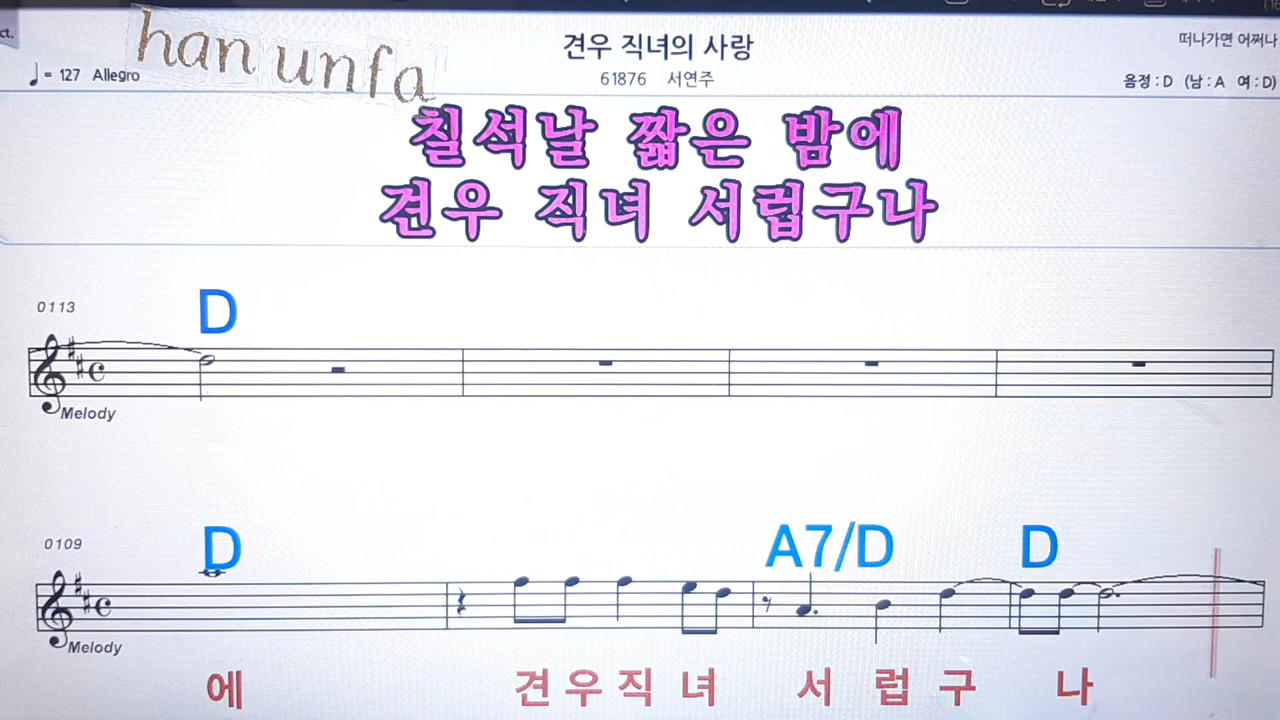 ct.
han unfa
견우 직녀의 사랑
떠나가면 어쩌나
♩= 127 Allegro
61876 서연주
음정 : D (남 : A 여 : D)
칠석날 짧은 밤에
견우 직녀 서럽구나
0113
D
Melody
0109
D A7/D D
Melody
에 견우직 녀 서 럽 구 나